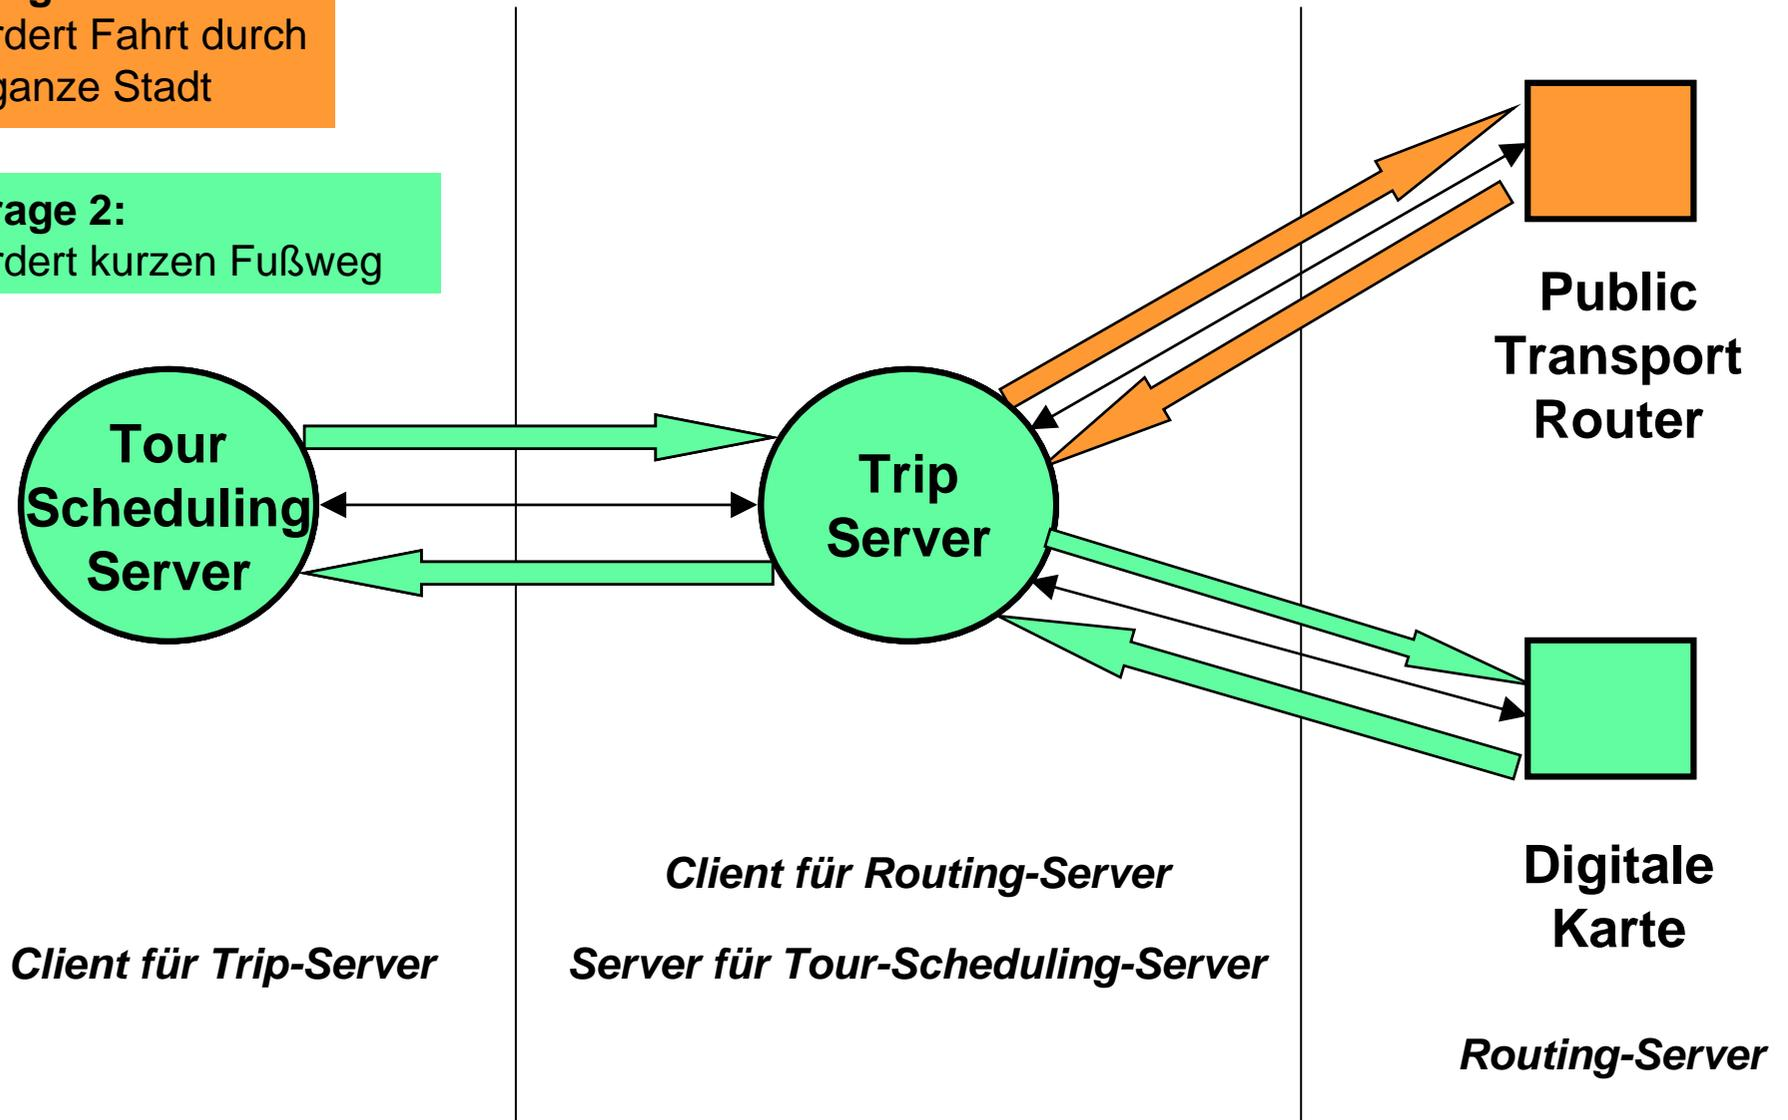 rdert Fahrt durch
ganze Stadt
rage 2:
rdert kurzen Fußweg
Public
Transport
Router
Tour
Scheduling
Server
Trip
Server
Digitale
Karte
Client für Routing-Server
Client für Trip-Server
Server für Tour-Scheduling-Server
Routing-Server